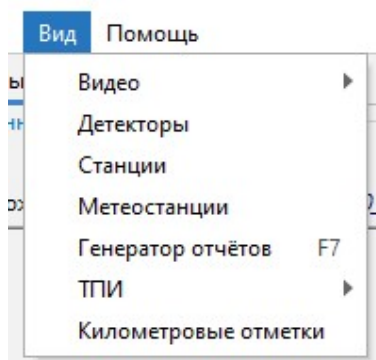 Вид Помощь
Видео
Детекторы
Станции
Метеостанции
Генератор отчётов F7
ТПИ
Километровые отметки